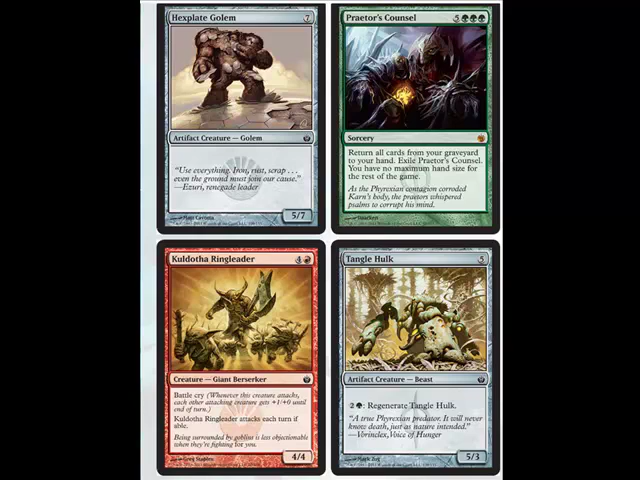 Hexplate Golem 7
Artifact Creature — Golem
"Use everything. Iron, rust, scrap . . .
even the ground must join our cause."
—Ezuri, renegade leader
5/7
Praetor's Counsel 5
Sorcery
Return all cards from your graveyard
to your hand. Exile Praetor's Counsel.
You have no maximum hand size for
the rest of the game.
As the Phyrexian contagion corroded
Karn's body, the praetors whispered
psalms to corrupt his mind.
Kuldotha Ringleader 4
Creature — Giant Berserker
Battle cry (Whenever this creature attacks,
each other attacking creature gets +1/+0 until
end of turn.)
Kuldotha Ringleader attacks each turn if
able.
Being surrounded by goblins is less objectionable
when they're fighting for you.
Greg Staples
4/4
Tangle Hulk 5
Artifact Creature — Beast
2 : Regenerate Tangle Hulk.
"A true Phyrexian predator. It will never
know death, just as nature intended."
—Vorinclex, Voice of Hunger
5/3